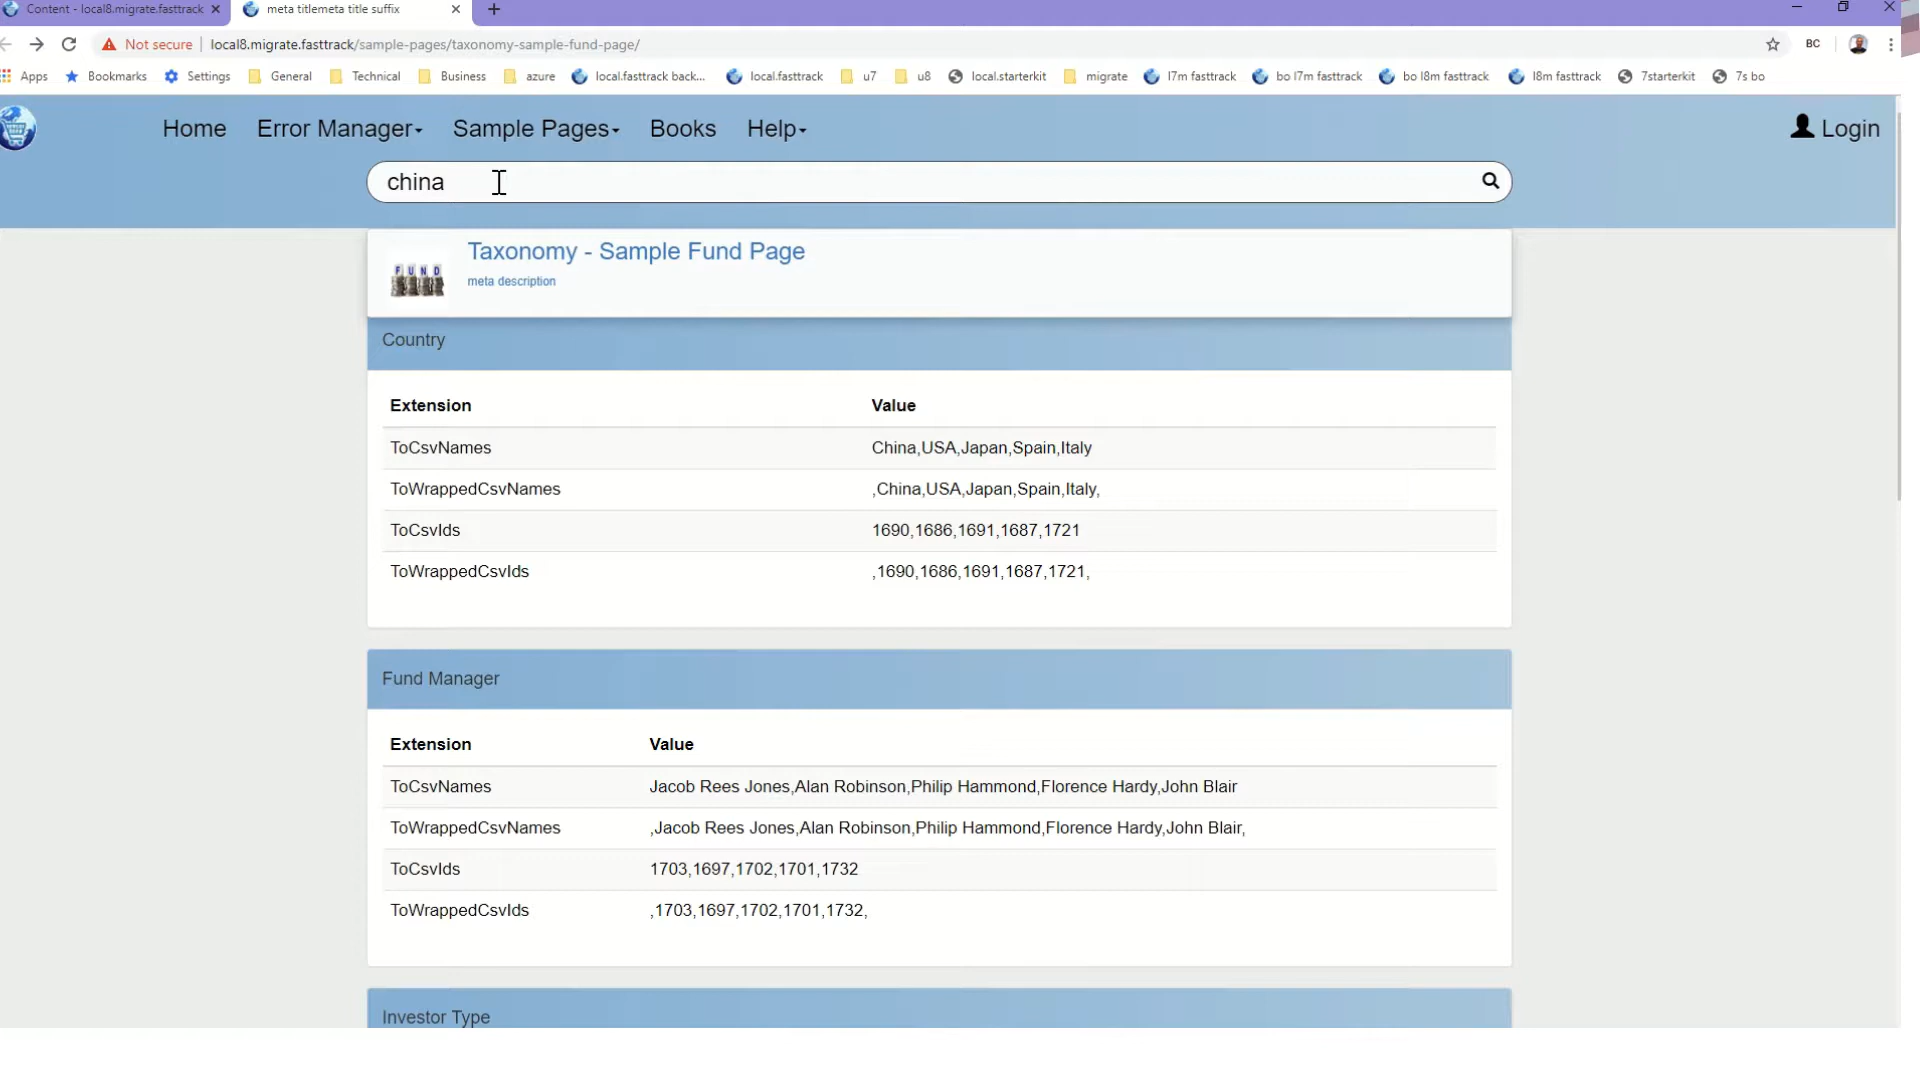 Content - local8.migrate.fasttrack
meta titlemeta title suffix
Not secure
local8.migrate.fasttrack/sample-pages/taxonomy-sample-fund-page/
BC
Apps Bookmarks Settings General Technical Business azure local.fasttrack back... local.fasttrack u7 u8 local.starterkit migrate l7m fasttrack bo l7m fasttrack bo l8m fasttrack l8m fasttrack 7starterkit 7s bo
Home Error Manager Sample Pages Books Help Login
china
FUND
Taxonomy - Sample Fund Page
meta description
Country
Extension Value
ToCsvNames China,USA,Japan,Spain,Italy
ToWrappedCsvNames ,China,USA,Japan,Spain,Italy,
ToCsvIds 1690,1686,1691,1687,1721
ToWrappedCsvIds ,1690,1686,1691,1687,1721,
Fund Manager
Extension Value
ToCsvNames Jacob Rees Jones,Alan Robinson,Philip Hammond,Florence Hardy,John Blair
ToWrappedCsvNames ,Jacob Rees Jones,Alan Robinson,Philip Hammond,Florence Hardy,John Blair,
ToCsvIds 1703,1697,1702,1701,1732
ToWrappedCsvIds ,1703,1697,1702,1701,1732,
Investor Type